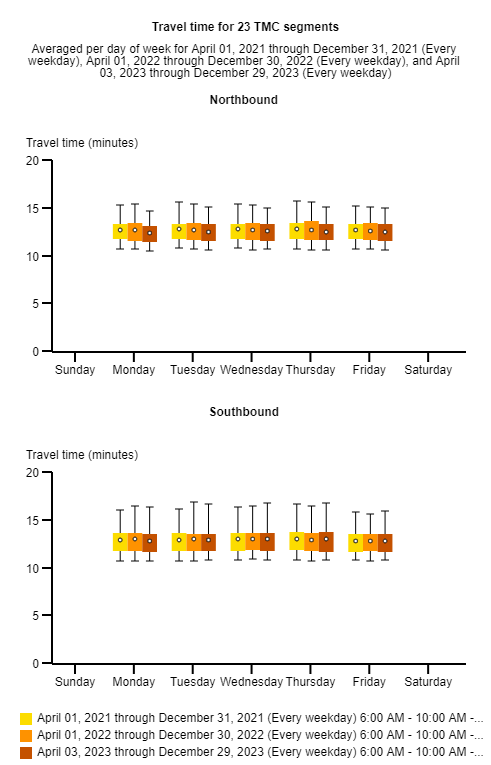 Travel time for 23 TMC segments
Averaged per day of week for April 01, 2021 through December 31, 2021 (Every
weekday), April 01, 2022 through December 30, 2022 (Every weekday), and April
03, 2023 through December 29, 2023 (Every weekday)
Northbound
Travel time (minutes)
20
15
10
5
0
Sunday Monday Tuesday Wednesday Thursday Friday Saturday
Southbound
Travel time (minutes)
20
15
10
5
0
Sunday Monday Tuesday Wednesday Thursday Friday Saturday
April 01, 2021 through December 31, 2021 (Every weekday) 6:00 AM - 10:00 AM -...
April 01, 2022 through December 30, 2022 (Every weekday) 6:00 AM - 10:00 AM -...
April 03, 2023 through December 29, 2023 (Every weekday) 6:00 AM - 10:00 AM -...